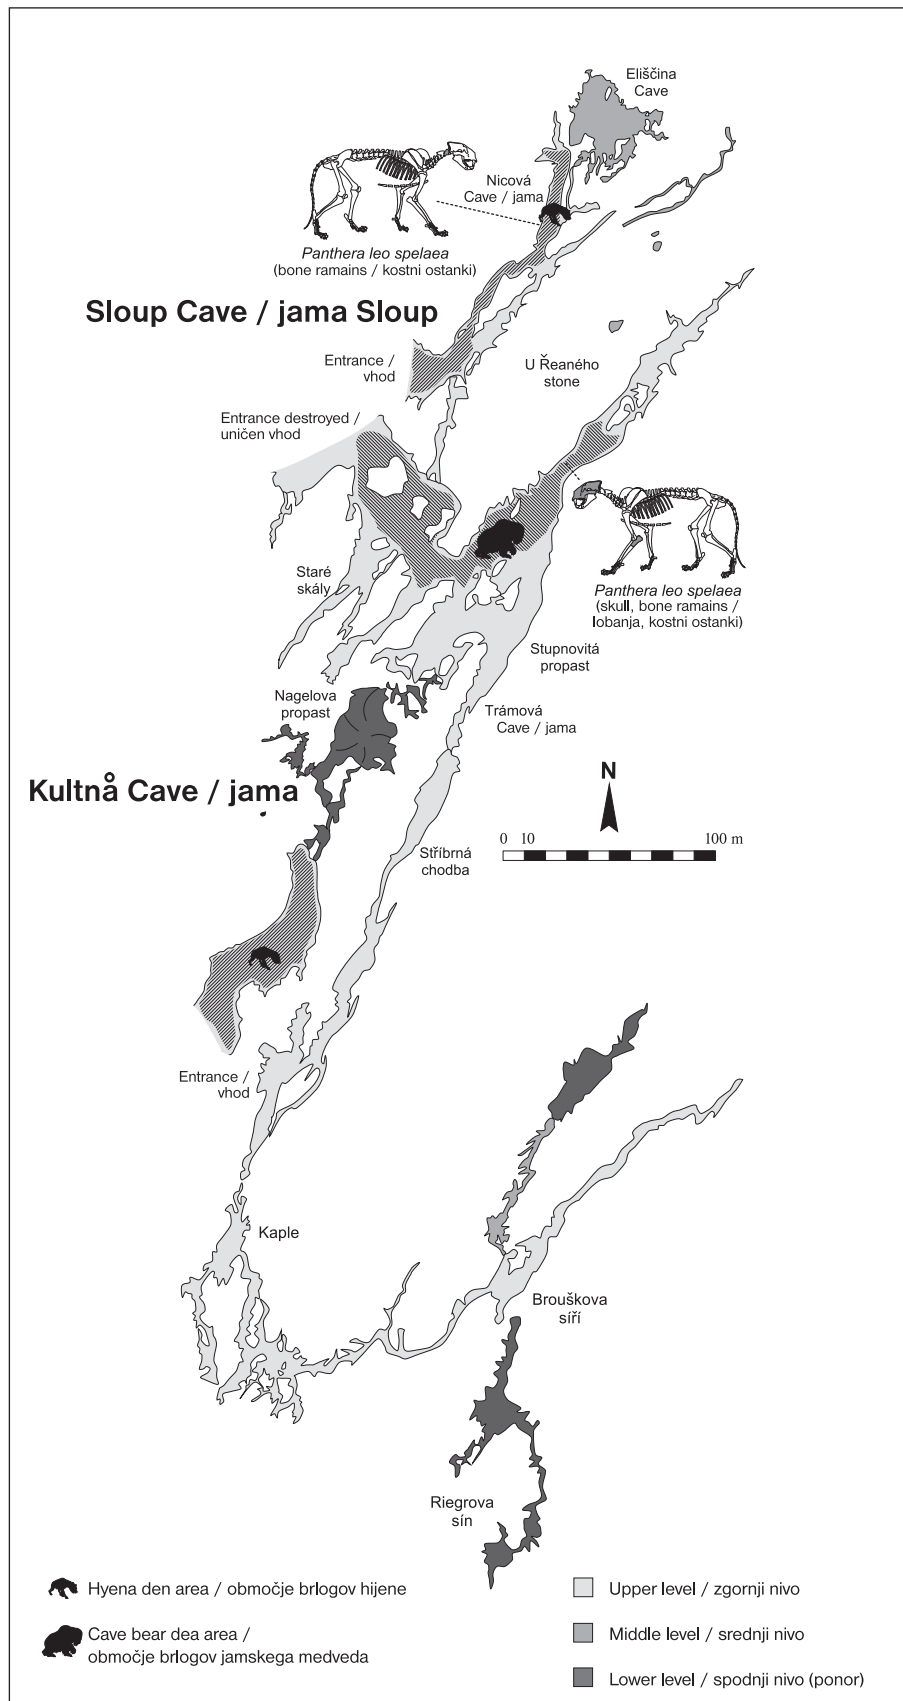 Eliščina
Cave
Nicová
Cave / jama
Panthera leo spelaea
(bone ramains / kostni ostanki)
Sloup Cave / jama Sloup
Entrance /
vhod
U Řeaného
stone
Entrance destroyed /
uničen vhod
Staré
skály
Panthera leo spelaea
(skull, bone ramains /
lobanja, kostni ostanki)
Stupnovitá
propast
Nagelova
propast
Trámová
Cave / jama
N
Kultnå Cave / jama
0 10 100 m
Stříbrná
chodba
Entrance /
vhod
Kaple
Brouškova
síří
Riegrova
sín
Hyena den area / območje brlogov hijene
Cave bear dea area /
območje brlogov jamskega medveda
Upper level / zgornji nivo
Middle level / srednji nivo
Lower level / spodnji nivo (ponor)